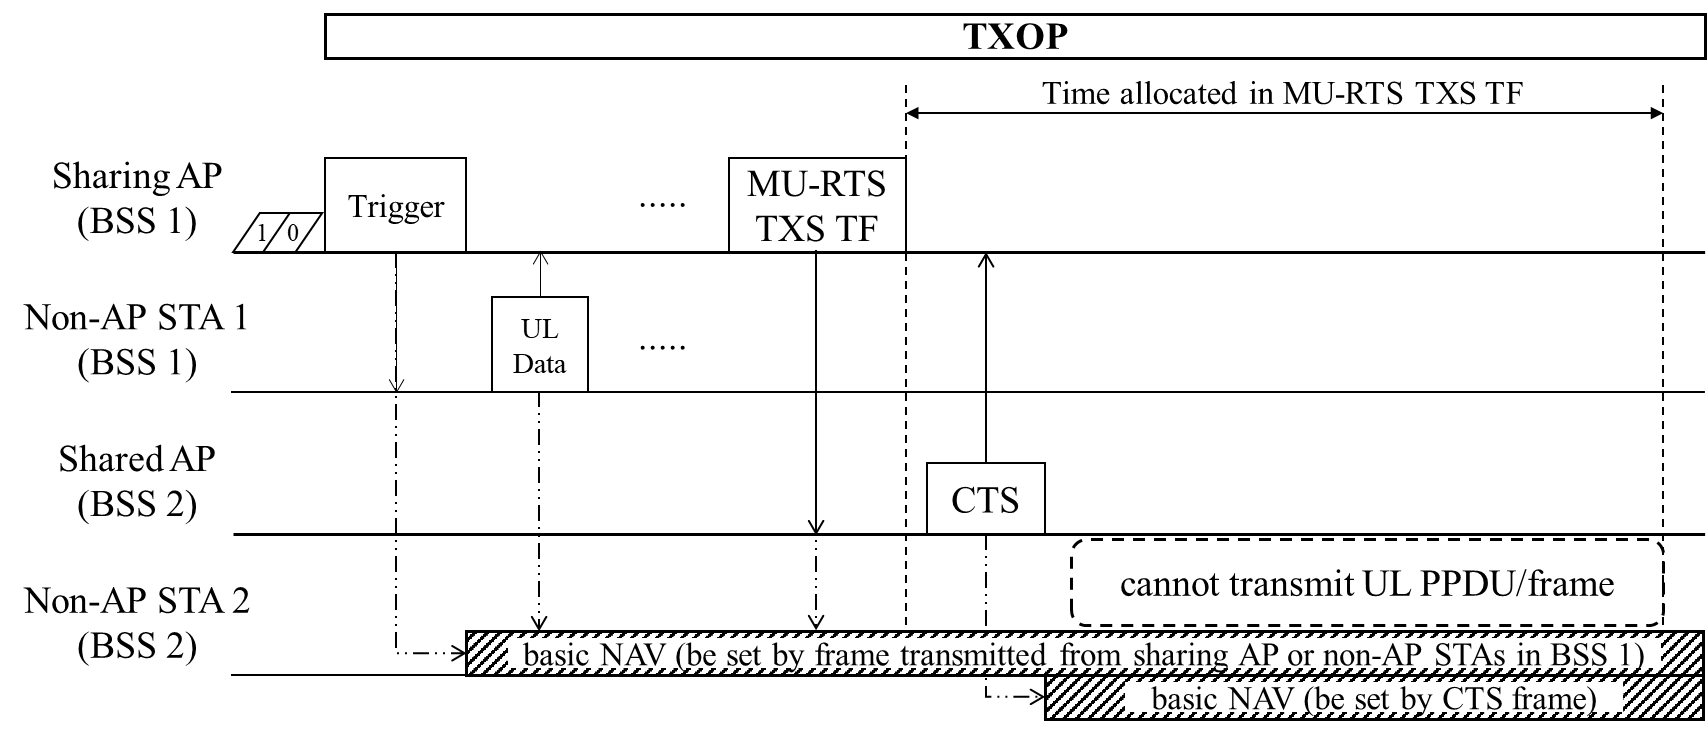 TXOP
Time allocated in MU-RTS TXS TF
Sharing AP
(BSS 1)
1 0
Trigger
.....
MU-RTS
TXS TF
Non-AP STA 1
(BSS 1)
UL
Data
.....
Shared AP
(BSS 2)
CTS
Non-AP STA 2
(BSS 2)
cannot transmit UL PPDU/frame
basic NAV (be set by frame transmitted from sharing AP or non-AP STAs in BSS 1)
basic NAV (be set by CTS frame)